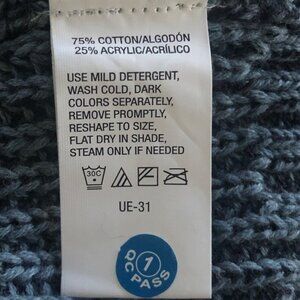 75% COTTON/ALGODÓN
25% ACRYLIC/ACRÍLICO
USE MILD DETERGENT,
WASH COLD, DARK
COLORS SEPARATELY,
REMOVE PROMPTLY,
RESHAPE TO SIZE,
FLAT DRY IN SHADE,
STEAM ONLY IF NEEDED
30C
UE-31
1
QC PASS